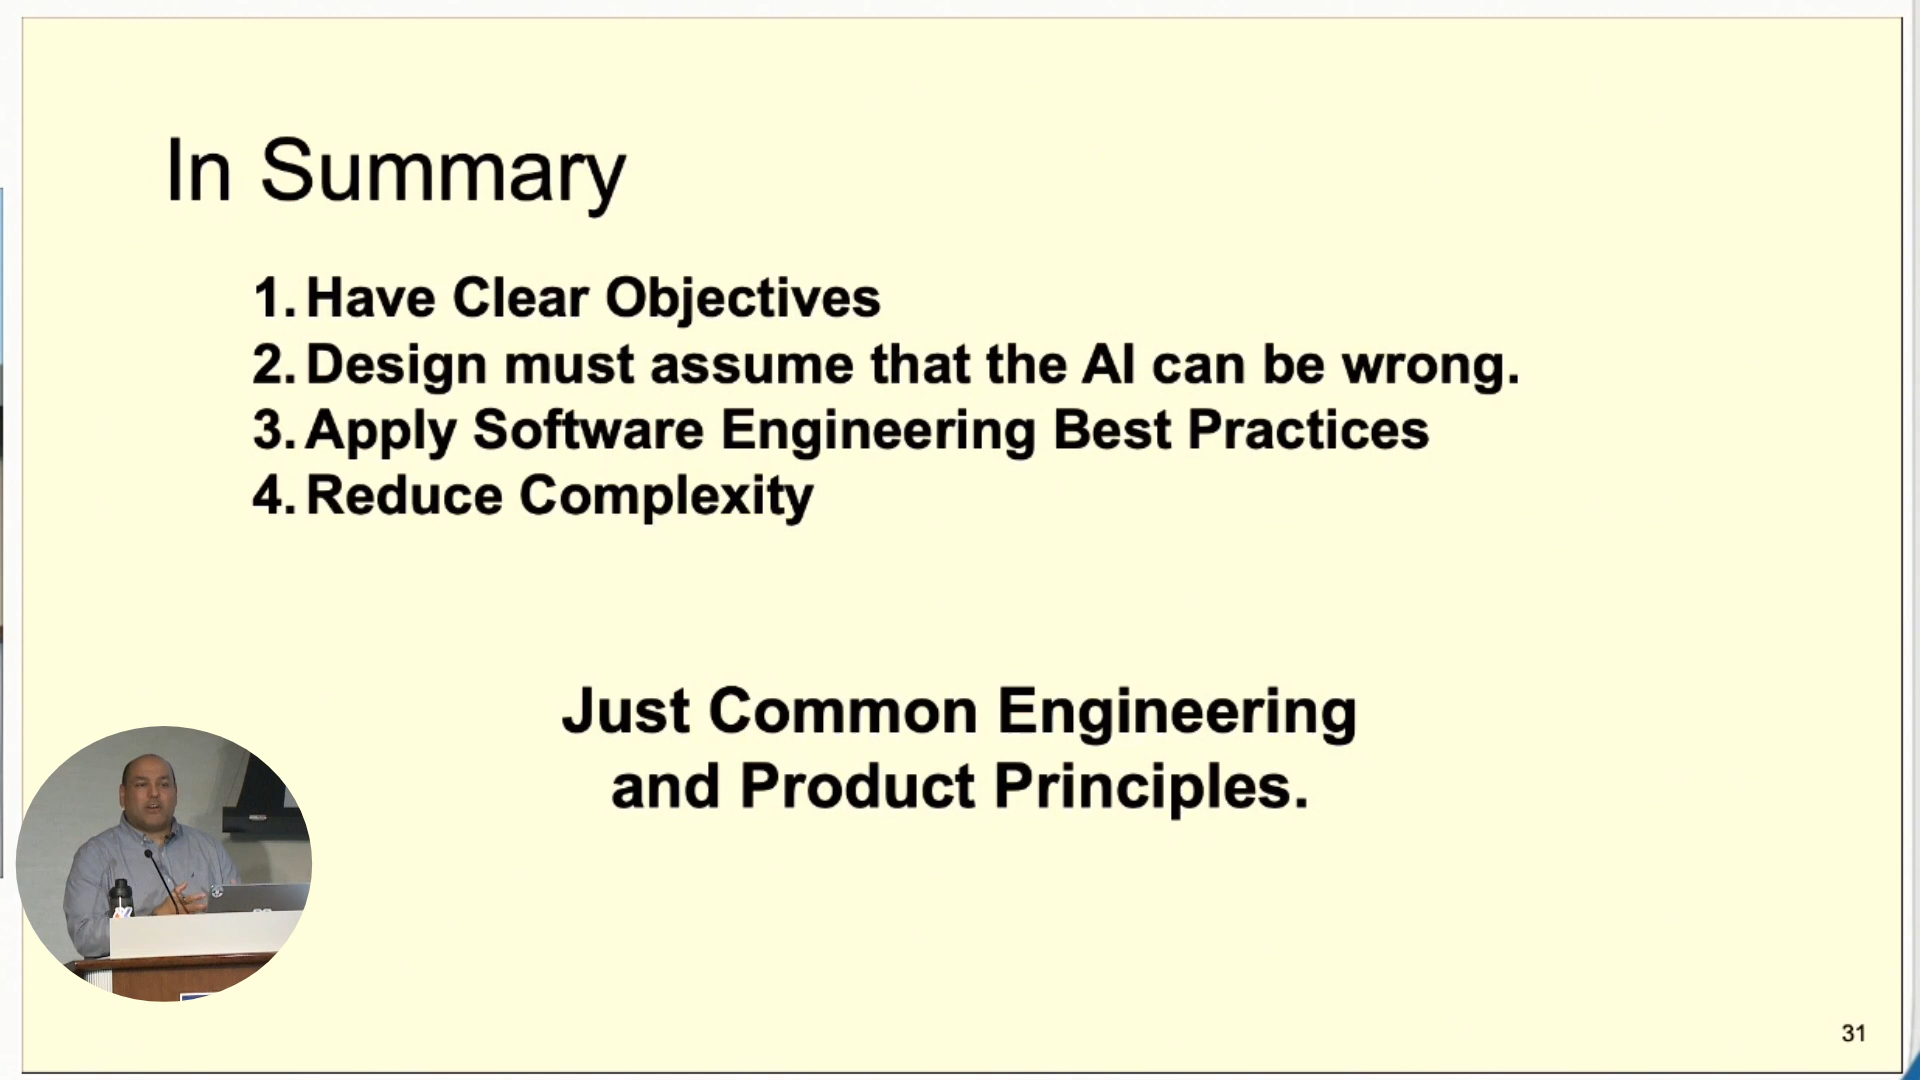 In Summary
1. Have Clear Objectives
2. Design must assume that the AI can be wrong.
3. Apply Software Engineering Best Practices
4. Reduce Complexity
Just Common Engineering
and Product Principles.
31